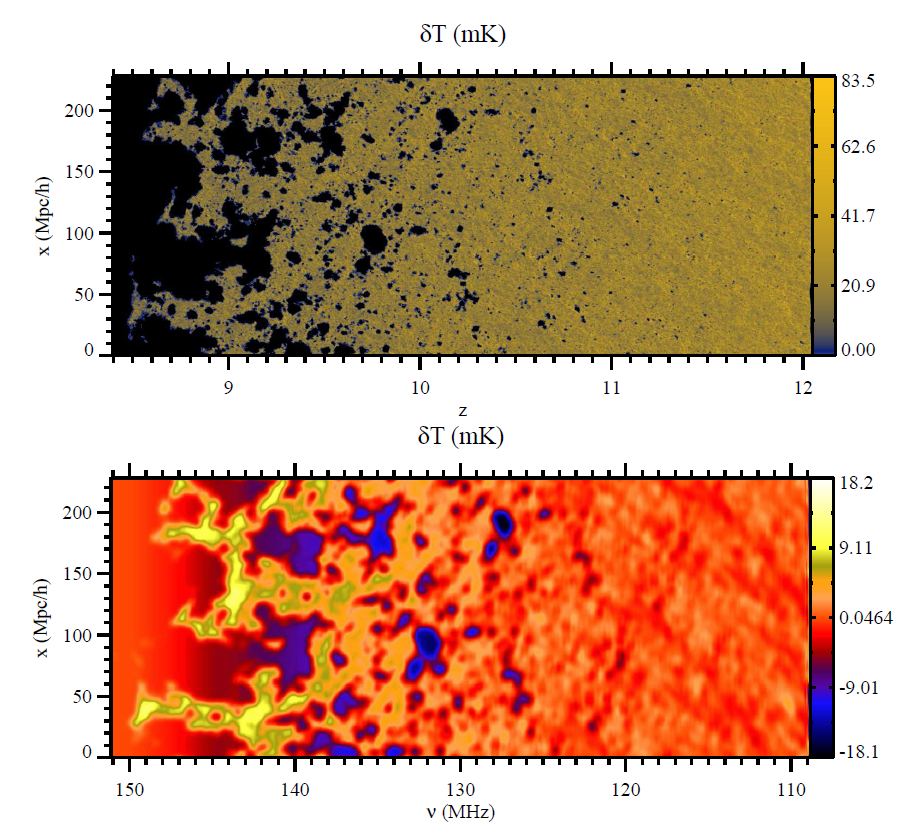 δT (mK)
200
150
100
50
0
x (Mpc/h)
83.5
62.6
41.7
20.9
0.00
9 10 11 12
z
δT (mK)
200
150
100
50
0
x (Mpc/h)
18.2
9.11
0.0464
-9.01
-18.1
150 140 130 120 110
ν (MHz)